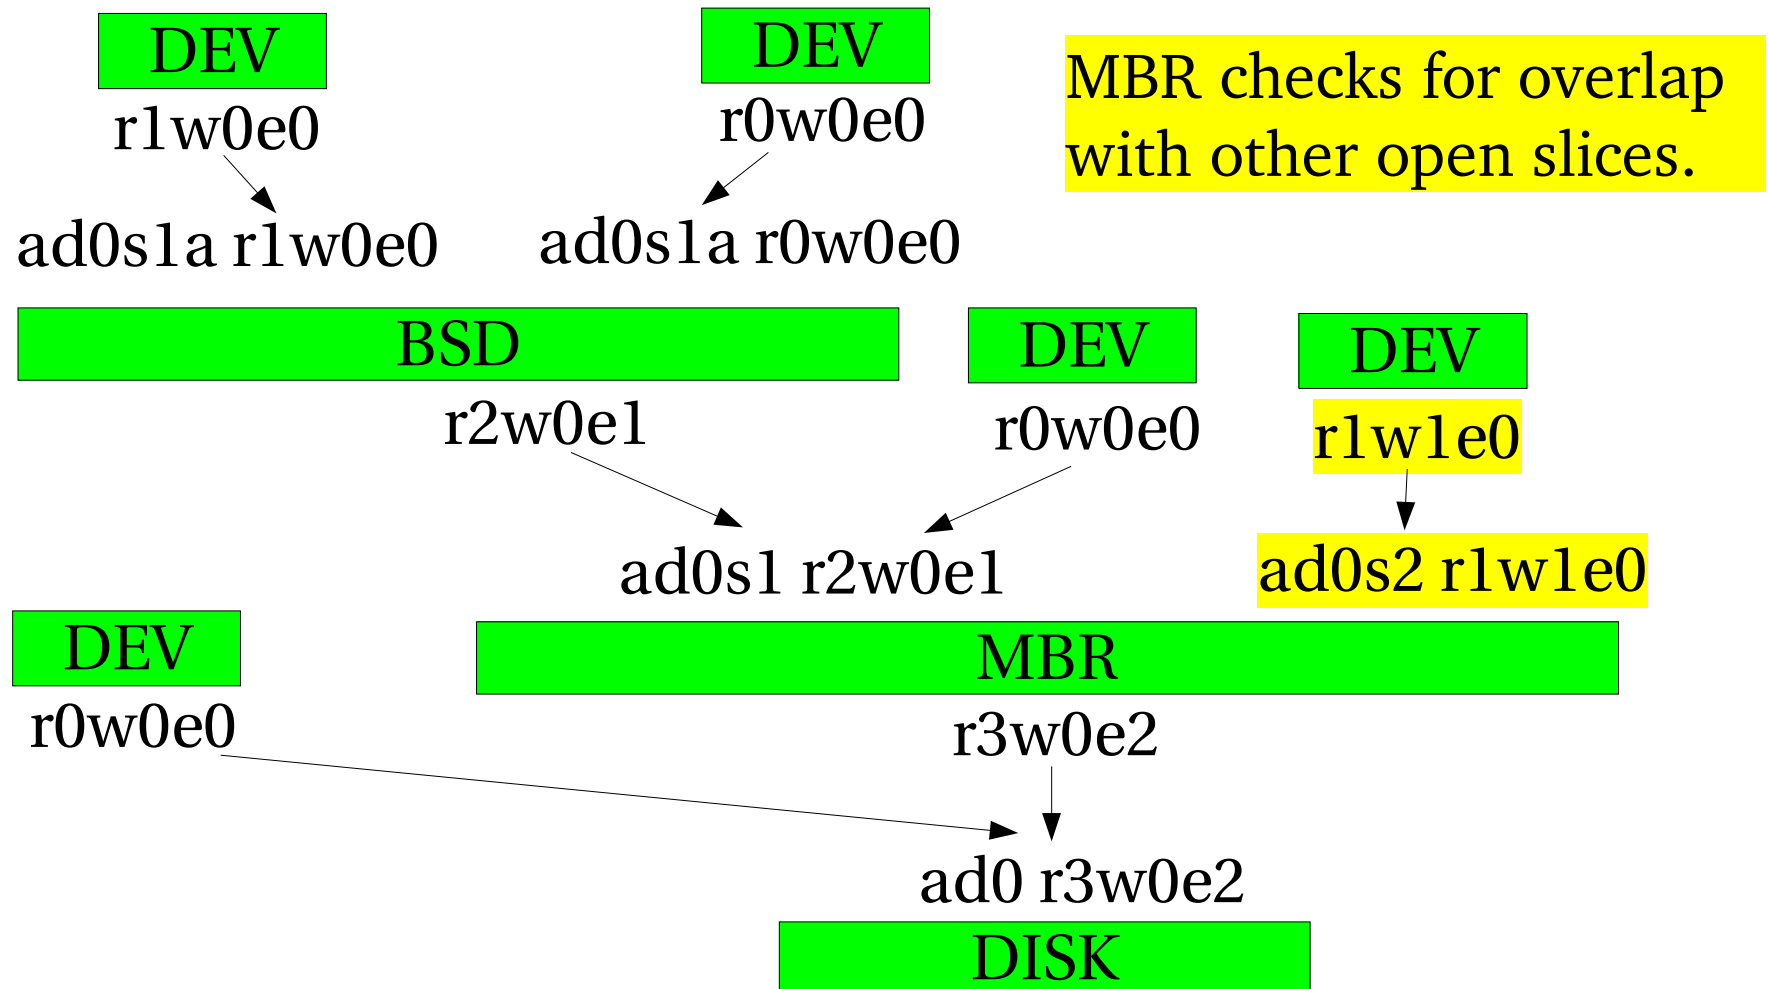 DEV
DEV
r1w0e0
r0w0e0
MBR checks for overlap
with other open slices.
ad0s1a r1w0e0
ad0s1a r0w0e0
BSD
DEV
DEV
r2w0e1
r0w0e0
r1w1e0
ad0s1 r2w0e1
ad0s2 r1w1e0
DEV
MBR
r0w0e0
r3w0e2
ad0 r3w0e2
DISK